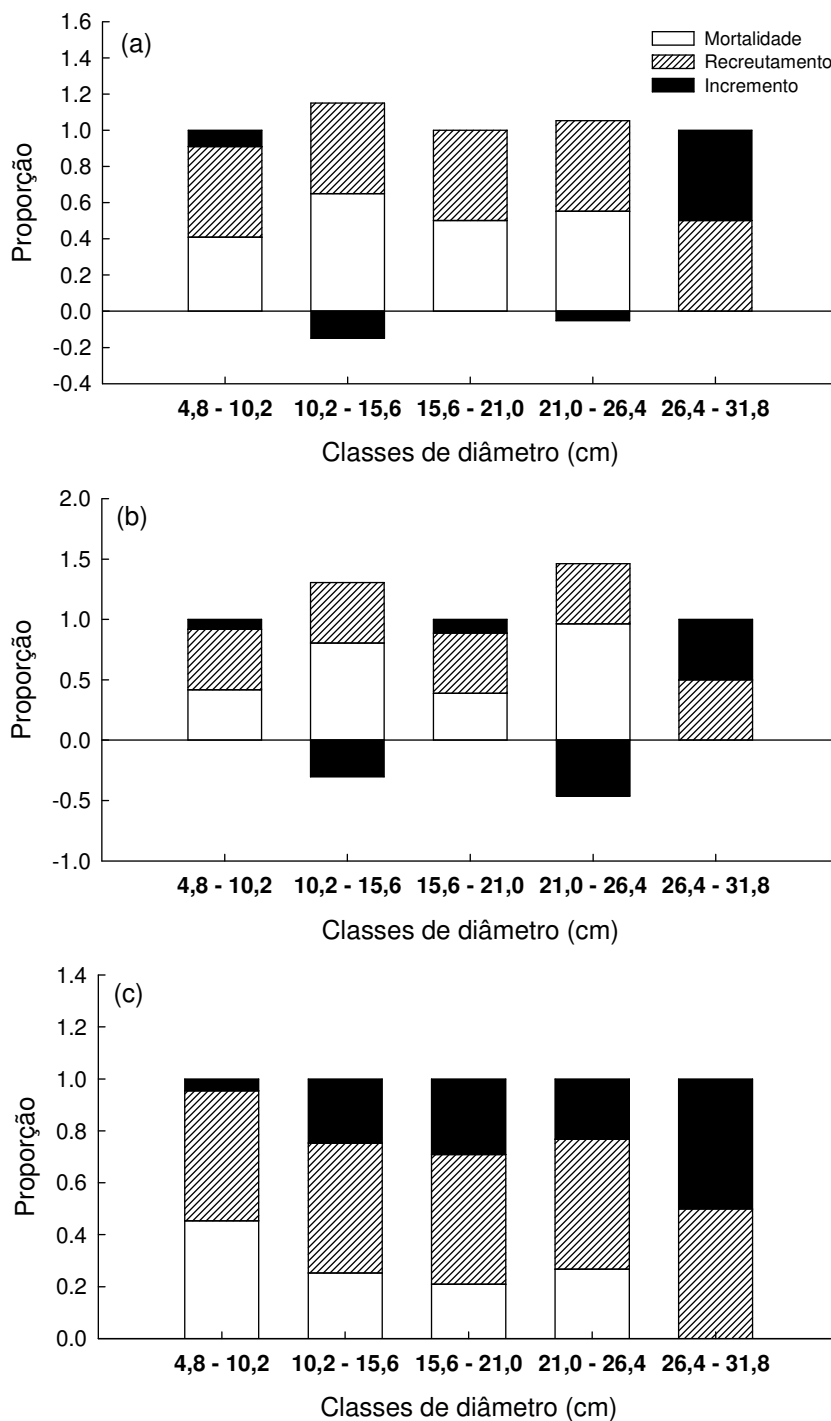 (a)
Mortalidade
Recreutamento
Incremento
Proporção
1.6
1.4
1.2
1.0
0.8
0.6
0.4
0.2
0.0
-0.2
-0.4
4,8 - 10,2 10,2 - 15,6 15,6 - 21,0 21,0 - 26,4 26,4 - 31,8
Classes de diâmetro (cm)
(b)
Proporção
2.0
1.5
1.0
0.5
0.0
-0.5
-1.0
4,8 - 10,2 10,2 - 15,6 15,6 - 21,0 21,0 - 26,4 26,4 - 31,8
Classes de diâmetro (cm)
(c)
Proporção
1.4
1.2
1.0
0.8
0.6
0.4
0.2
0.0
4,8 - 10,2 10,2 - 15,6 15,6 - 21,0 21,0 - 26,4 26,4 - 31,8
Classes de diâmetro (cm)